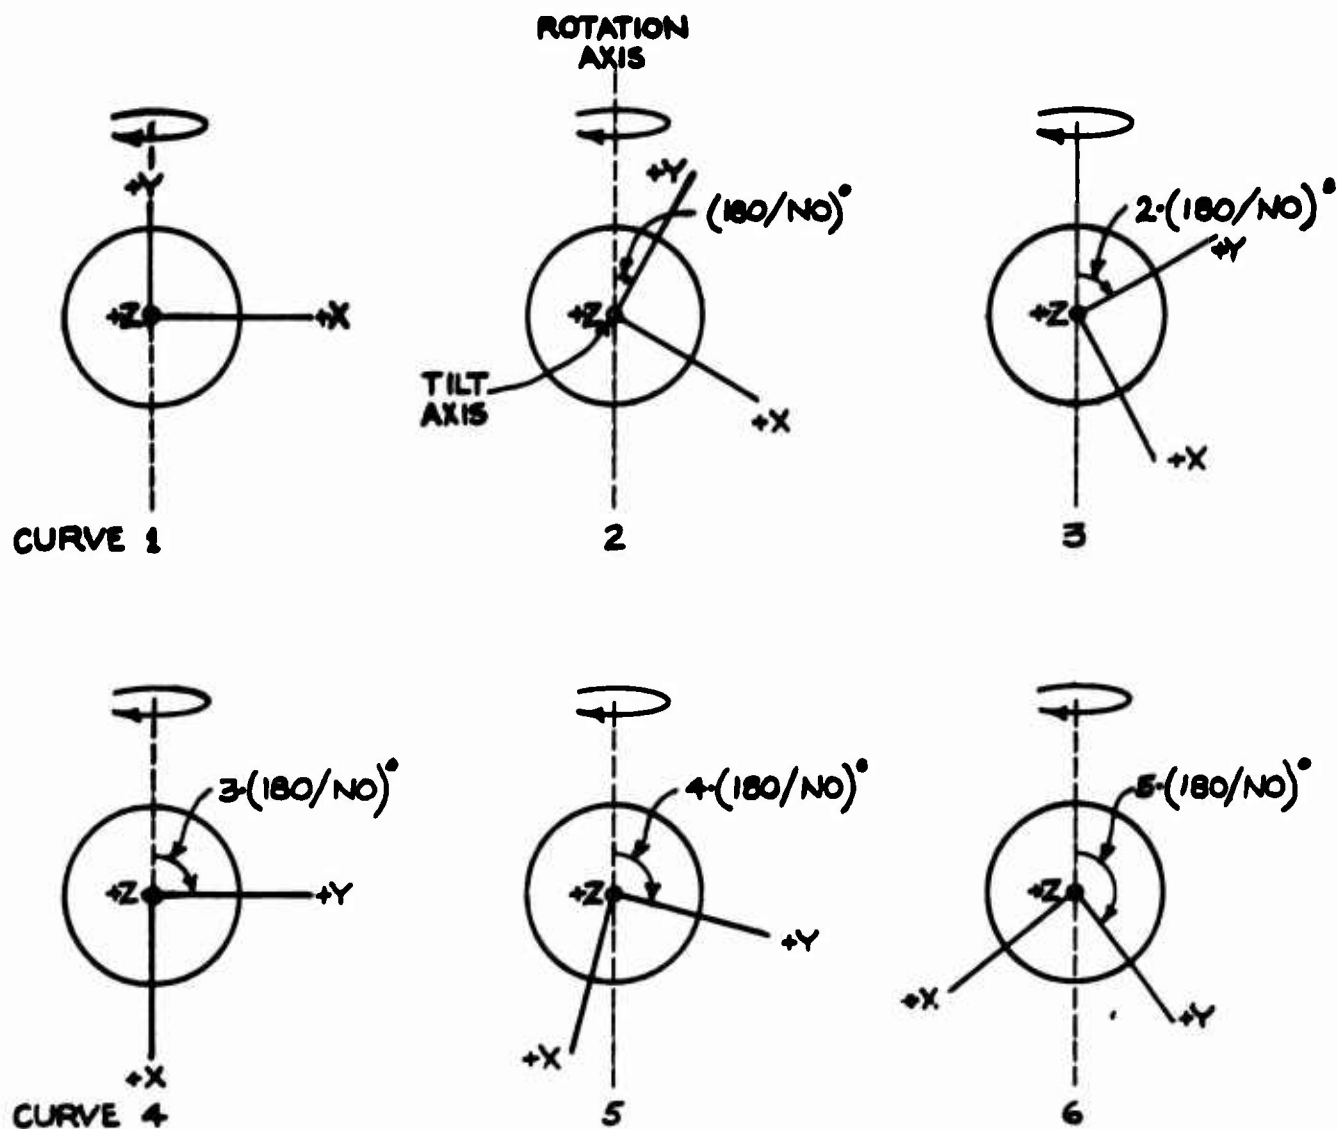 ROTATION
AXIS
+Y
+Z
+X
CURVE 1
+Y
(180/NO)°
+Z
TILT
AXIS
+X
2
2·(180/NO)°
+Y
+Z
+X
3
3·(180/NO)°
+Z
+Y
+X
CURVE 4
4·(180/NO)°
+Z
+Y
+X
5
5·(180/NO)°
+Z
+X
+Y
6